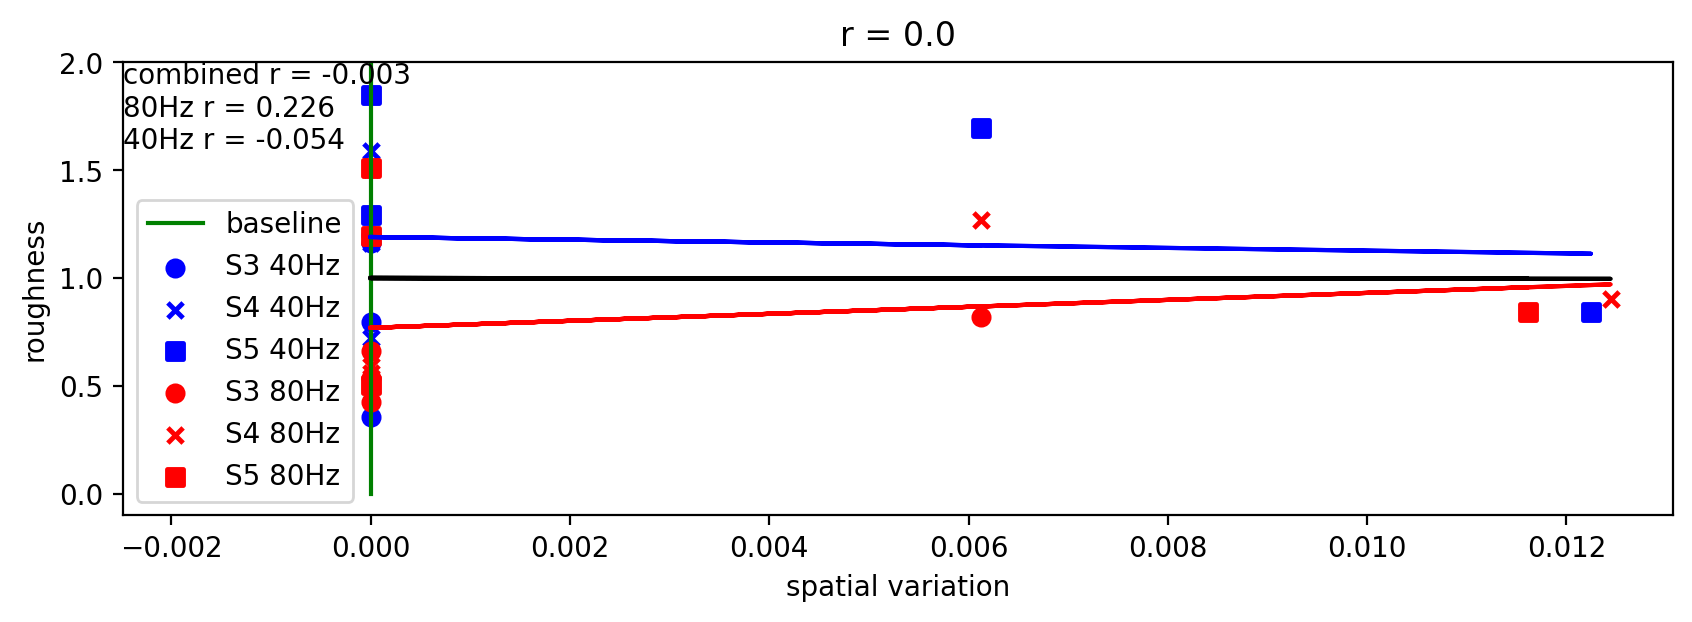 r = 0.0
combined r = -0.003
80Hz r = 0.226
40Hz r = -0.054
2.0
1.5
1.0
0.5
0.0
roughness
baseline
S3 40Hz
S4 40Hz
S5 40Hz
S3 80Hz
S4 80Hz
S5 80Hz
−0.002 0.000 0.002 0.004 0.006 0.008 0.010 0.012
spatial variation